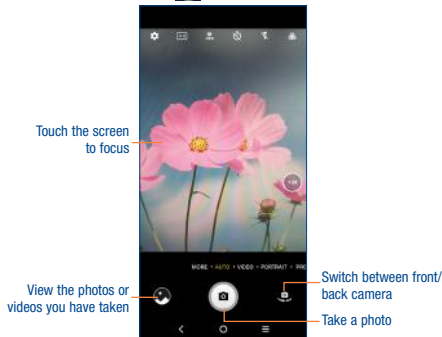 Touch the screen
to focus
MORE • AUTO • VIDEO • PORTRAIT • PRO
View the photos or
videos you have taken
Switch between front/
back camera
Take a photo